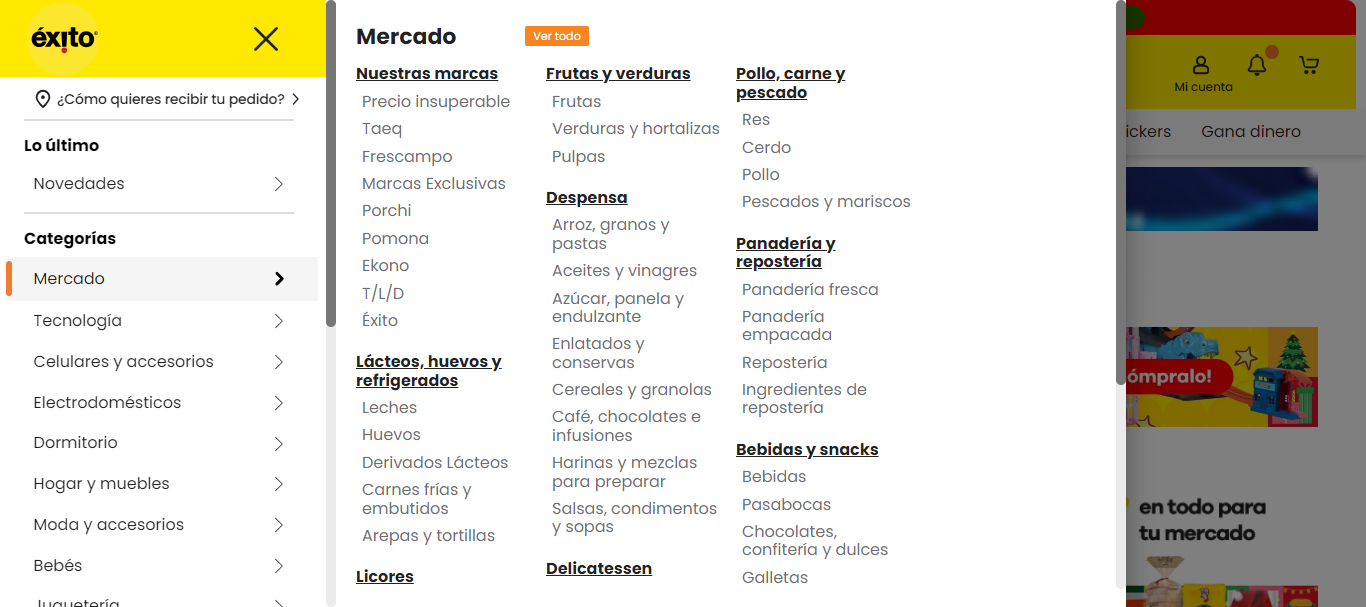 éxito
¿Cómo quieres recibir tu pedido?
Lo último
Novedades
Categorías
Mercado
Tecnología
Celulares y accesorios
Electrodomésticos
Dormitorio
Hogar y muebles
Moda y accesorios
Bebés
Juguetería
Mercado
Ver todo
Nuestras marcas
Precio insuperable
Taeq
Frescampo
Marcas Exclusivas
Porchi
Pomona
Ekono
T/L/D
Éxito
Lácteos, huevos y
refrigerados
Leches
Huevos
Derivados Lácteos
Carnes frías y
embutidos
Arepas y tortillas
Licores
Frutas y verduras
Frutas
Verduras y hortalizas
Pulpas
Despensa
Arroz, granos y
pastas
Aceites y vinagres
Azúcar, panela y
endulzante
Enlatados y
conservas
Cereales y granolas
Café, chocolates e
infusiones
Harinas y mezclas
para preparar
Salsas, condimentos
y sopas
Delicatessen
Pollo, carne y
pescado
Res
Cerdo
Pollo
Pescados y mariscos
Panadería y
repostería
Panadería fresca
Panadería
empacada
Repostería
Ingredientes de
repostería
Bebidas y snacks
Bebidas
Pasabocas
Chocolates,
confitería y dulces
Galletas
Mi cuenta
ickers
Gana dinero
ómpralo!
en todo para
tu mercado